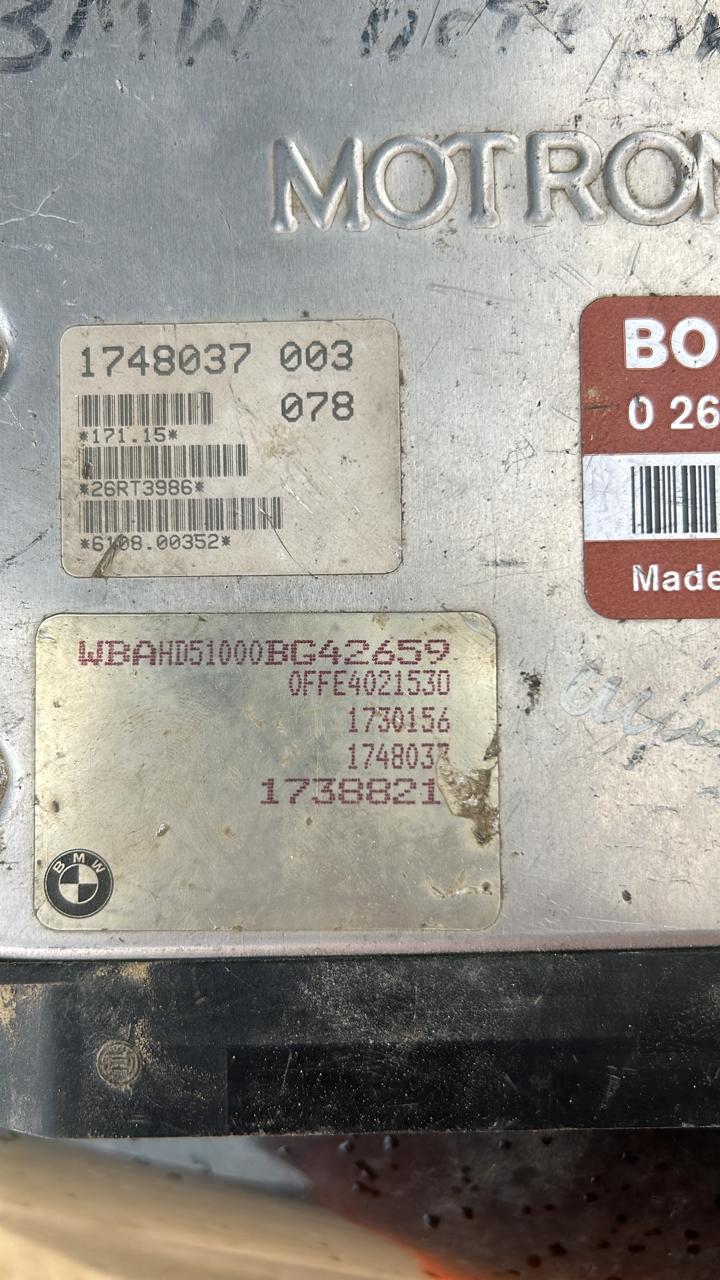 BMW
MOTRON
1748037 003
078
*171.15*
*26RT3986*
*6108.00352*
BO
0 26
Made
WBAHD51000BG42659
0FFE4021530
1730156
1748037
1738821
BMW